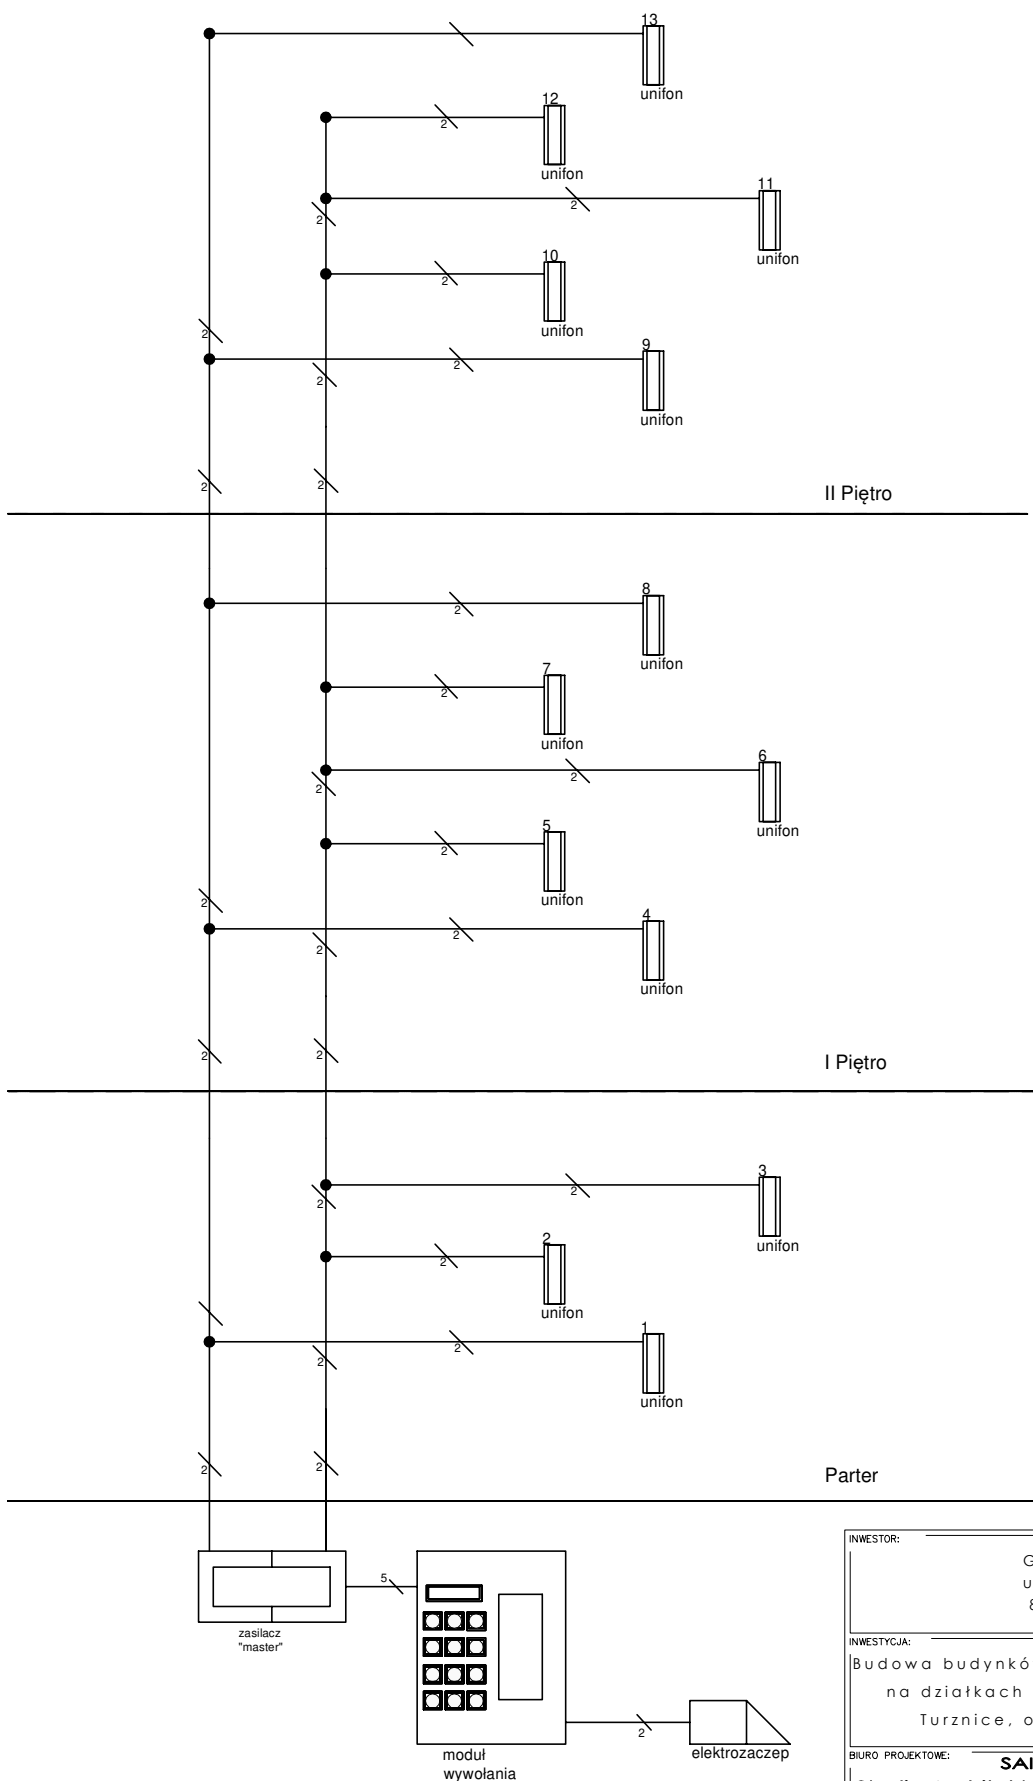 13
unifon
12
2
unifon
11
2
2
unifon
10
2
unifon
2
9
2
2
unifon
2
2
II Piętro
8
2
unifon
7
2
unifon
6
2
2
unifon
5
2
unifon
2
4
2
2
unifon
2
2
I Piętro
3
2
2
unifon
2
2
unifon
1
2
2
unifon
2
2
Parter
5
zasilacz
"master"
2
moduł
wywołania
elektrozaczep
INWESTOR:
G
u
INWESTYCJA:
Budowa budynkó
na działkach
Turznice, o
BIURO PROJEKTOWE:
SAI